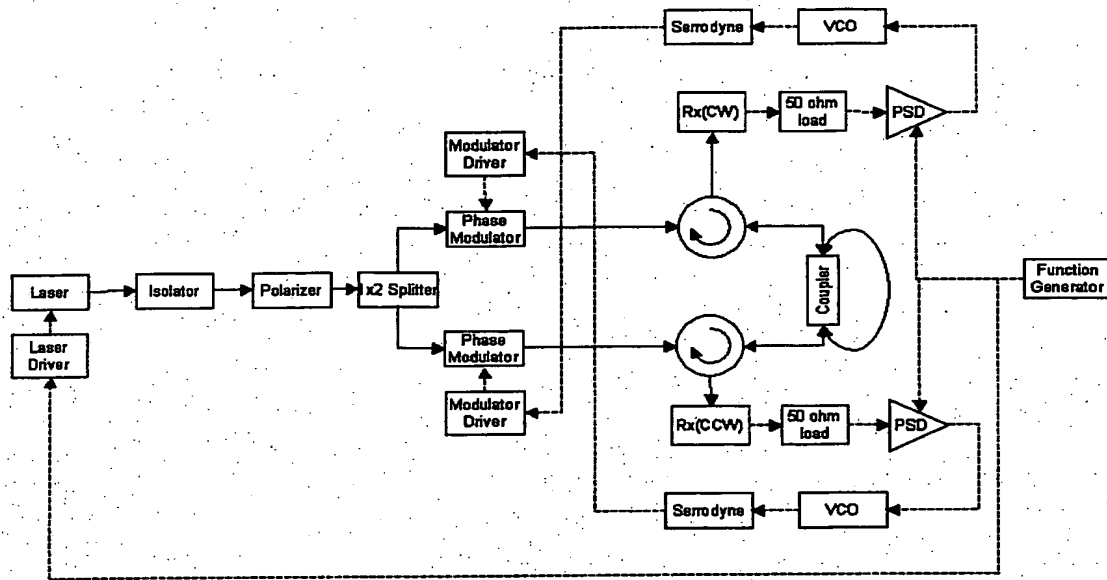 Serrodyne
VCO
Rx(CW)
50 ohm
load
PSD
Modulator
Driver
Phase
Modulator
Laser
Isolator
Polarizer
1x2 Splitter
Coupler
Function
Generator
Laser
Driver
Phase
Modulator
Modulator
Driver
Rx(CCW)
50 ohm
load
PSD
Serrodyne
VCO